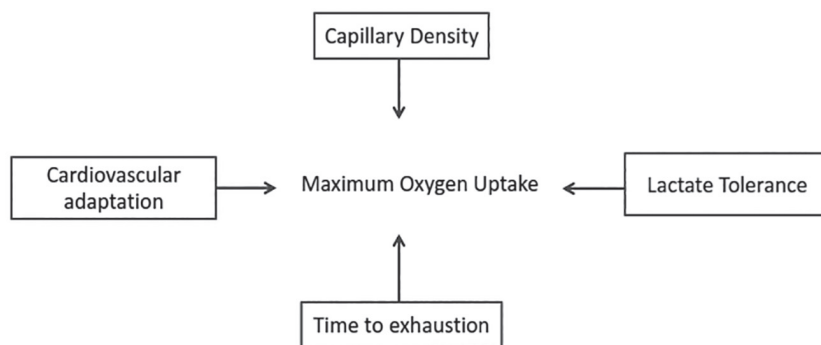 Capillary Density
Cardiovascular
adaptation
Maximum Oxygen Uptake
Lactate Tolerance
Time to exhaustion